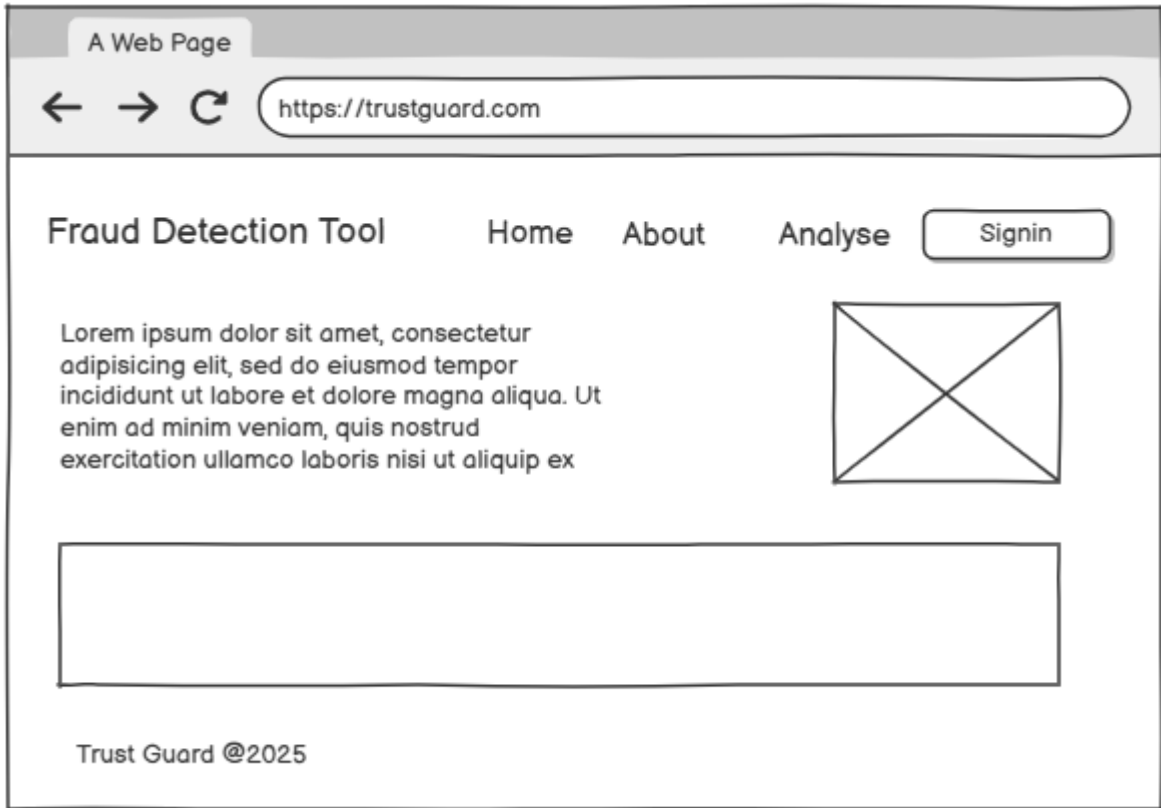 A Web Page
https://trustguard.com
Fraud Detection Tool Home About Analyse Signin
Lorem ipsum dolor sit amet, consectetur
adipisicing elit, sed do eiusmod tempor
incididunt ut labore et dolore magna aliqua. Ut
enim ad minim veniam, quis nostrud
exercitation ullamco laboris nisi ut aliquip ex
Trust Guard @2025